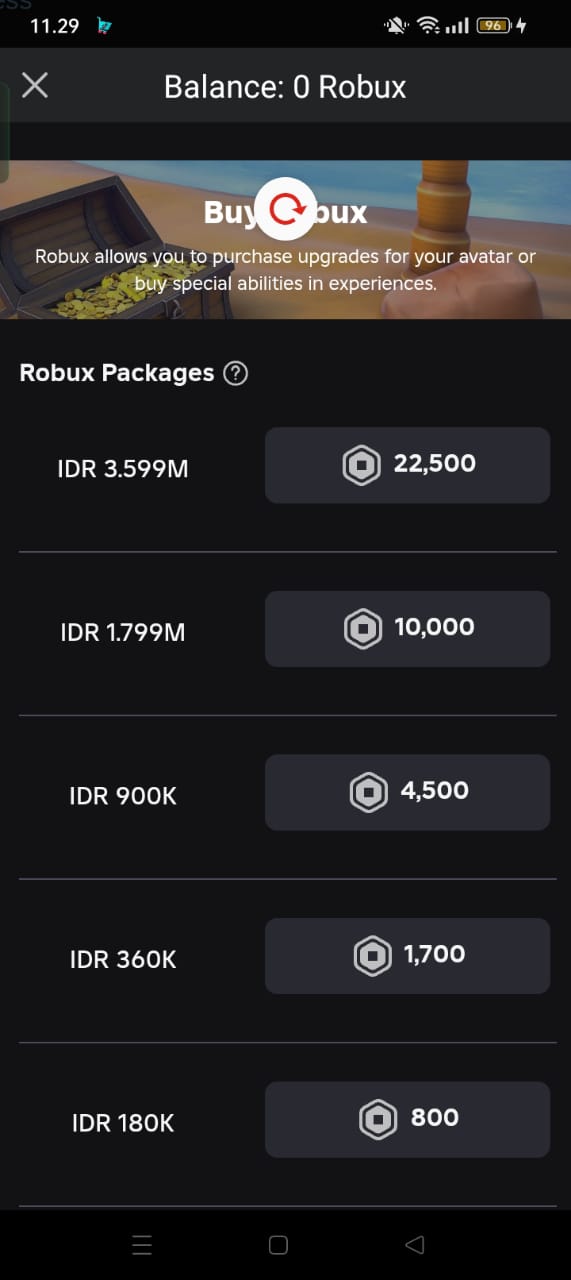 11.29
96
Balance: 0 Robux
Buy bux
Robux allows you to purchase upgrades for your avatar or
buy special abilities in experiences.
Robux Packages ?
IDR 3.599M
22,500
IDR 1.799M
10,000
IDR 900K
4,500
IDR 360K
1,700
IDR 180K
800